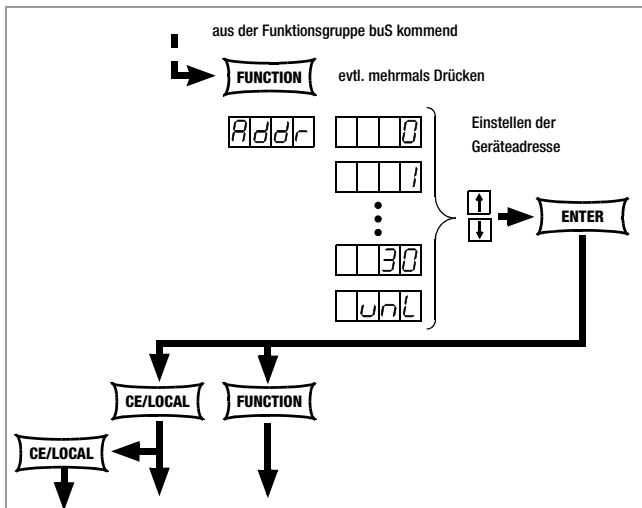 aus der Funktionsgruppe buS kommend
FUNCTION
evtl. mehrmals Drücken
Addr
0
Einstellen der
Geräteadresse
1
ENTER
30
unL
CE/LOCAL
FUNCTION
CE/LOCAL